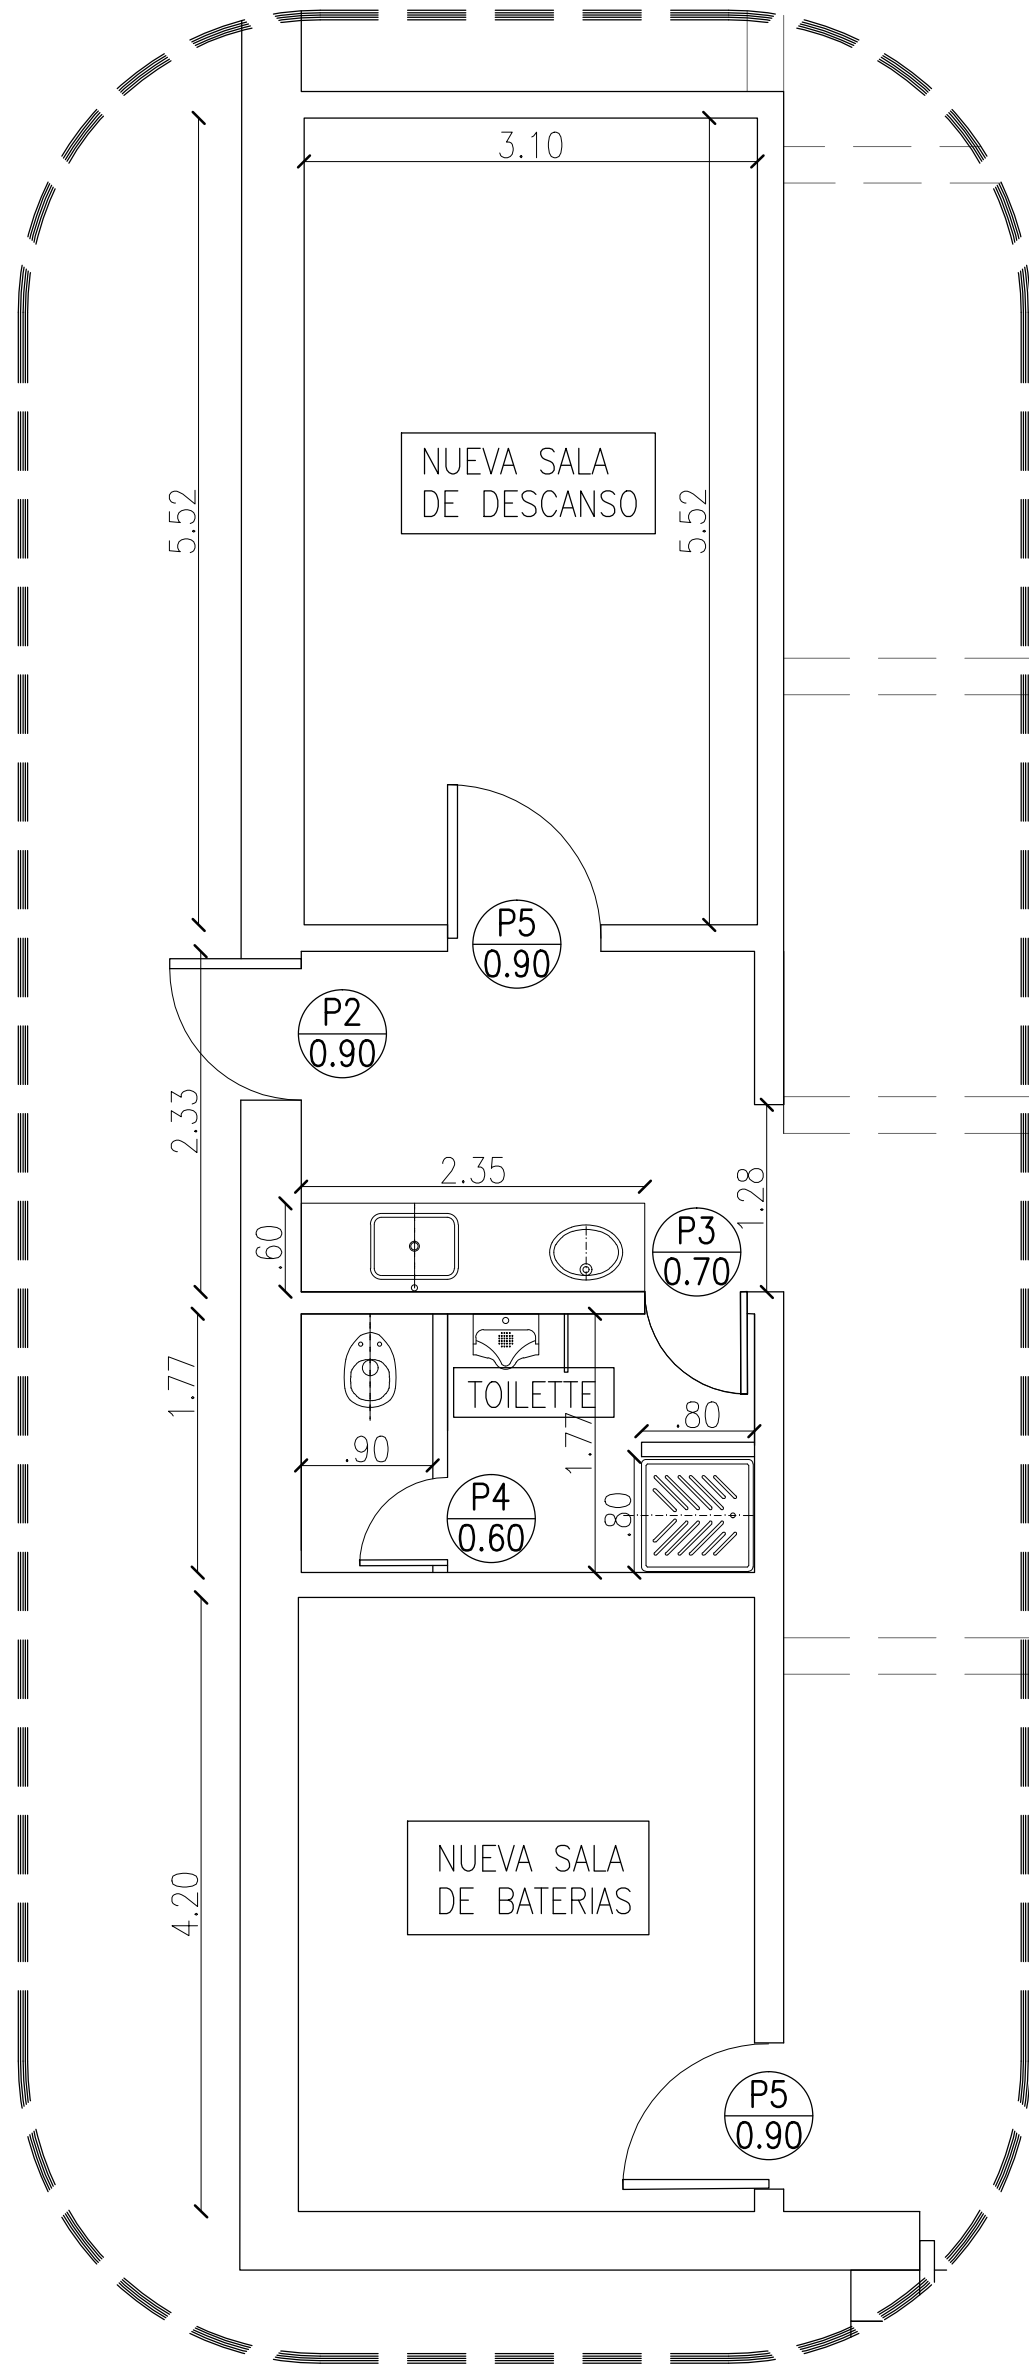 3.10
5.52
5.52
NUEVA SALA
DE DESCANSO
P5
0.90
P2
0.90
2.33
2.35
1.28
.60
P3
0.70
1.77
TOILETTE
1.77
.80
.90
.80
P4
0.60
4.20
NUEVA SALA
DE BATERIAS
P5
0.90